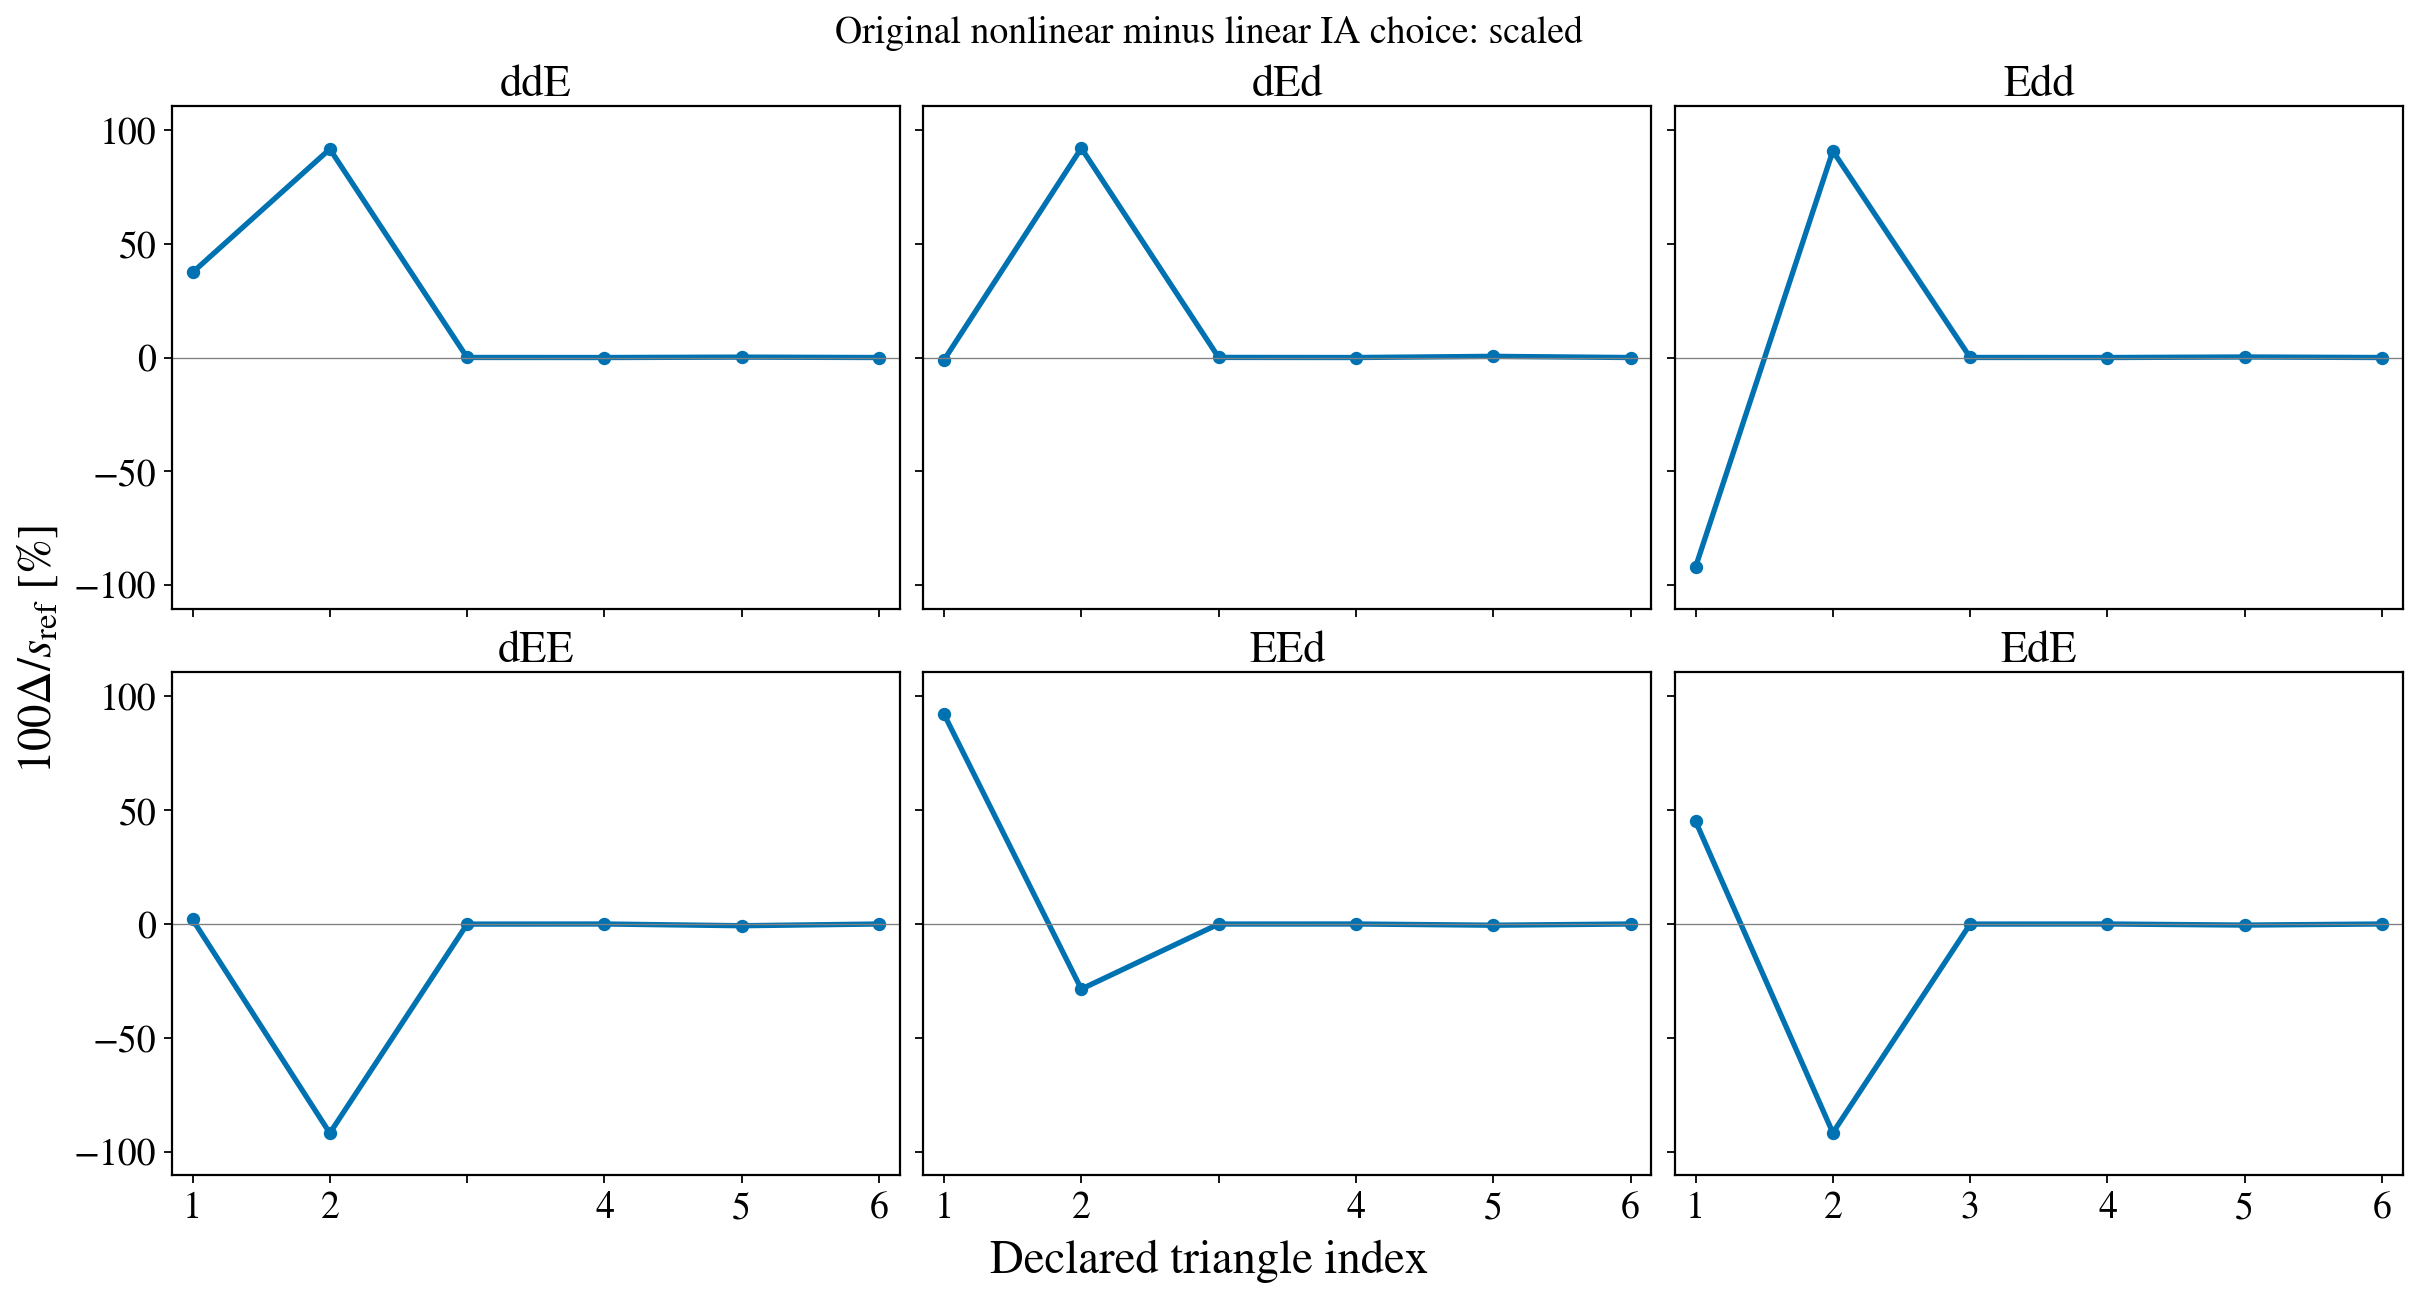 Original nonlinear minus linear IA choice: scaled
ddE
dEd
Edd
100
50
0
−50
−100
100Δ/s_ref [%]
dEE
EEd
EdE
100
50
0
−50
−100
1 2 4 5 6
1 2 4 5 6
1 2 3 4 5 6
Declared triangle index